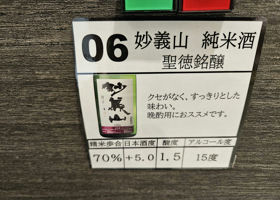 06 妙義山 純米酒
聖徳銘醸
妙義山
クセがなく、すっきりとした
味わい。
晩酌用におススメです。
精米歩合 日本酒度 酸度 アルコール度
70% +5.0 1.5 15度